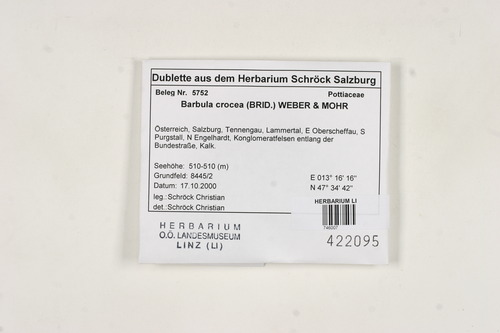 Dublette aus dem Herbarium Schröck Salzburg
Beleg Nr. 5752 Pottiaceae
Barbula crocea (BRID.) WEBER & MOHR
Österreich, Salzburg, Tennengau, Lammertal, E Oberscheffau, S
Purgstall, N Engelhardt, Konglomeratfelsen entlang der
Bundestraße, Kalk.
Seehöhe: 510-510 (m)
Grundfeld: 8445/2 E 013° 16' 16''
Datum: 17.10.2000 N 47° 34' 42''
leg.: Schröck Christian
det.: Schröck Christian
HERBARIUM LI
HERBARIUM
O.Ö. LANDESMUSEUM
LINZ (LI)
422095